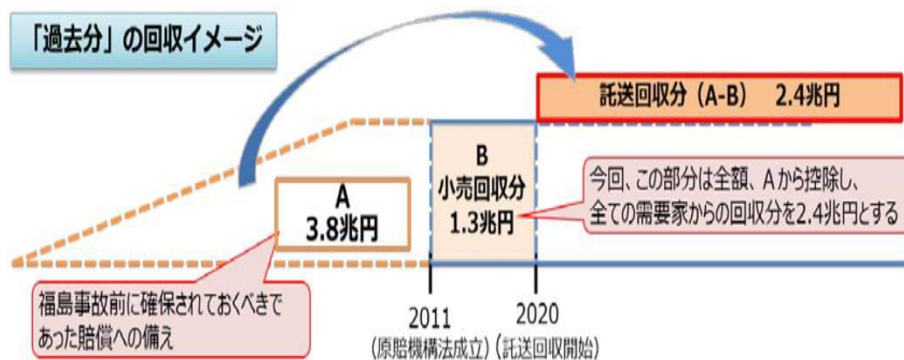 「過去分」の回収イメージ
託送回収分（A-B） 2.4兆円
A
3.8兆円
B
小売回収分
1.3兆円
今回、この部分は全額、Aから控除し、
全ての需要家からの回収分を2.4兆円とする
福島事故前に確保されておくべきで
あった賠償への備え
2011
(原賠機構法成立)
2020
(託送回収開始)